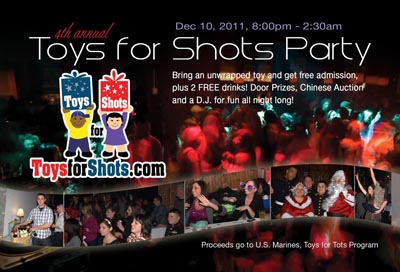 4th annual
Dec 10, 2011, 8:00pm - 2:30am
Toys for Shots Party
Bring an unwrapped toy and get free admission,
plus 2 FREE drinks! Door Prizes, Chinese Auction
and a D.J. for fun all night long!
Toys
Shots
for
ToysforShots.com
Proceeds go to U.S. Marines, Toys for Tots Program